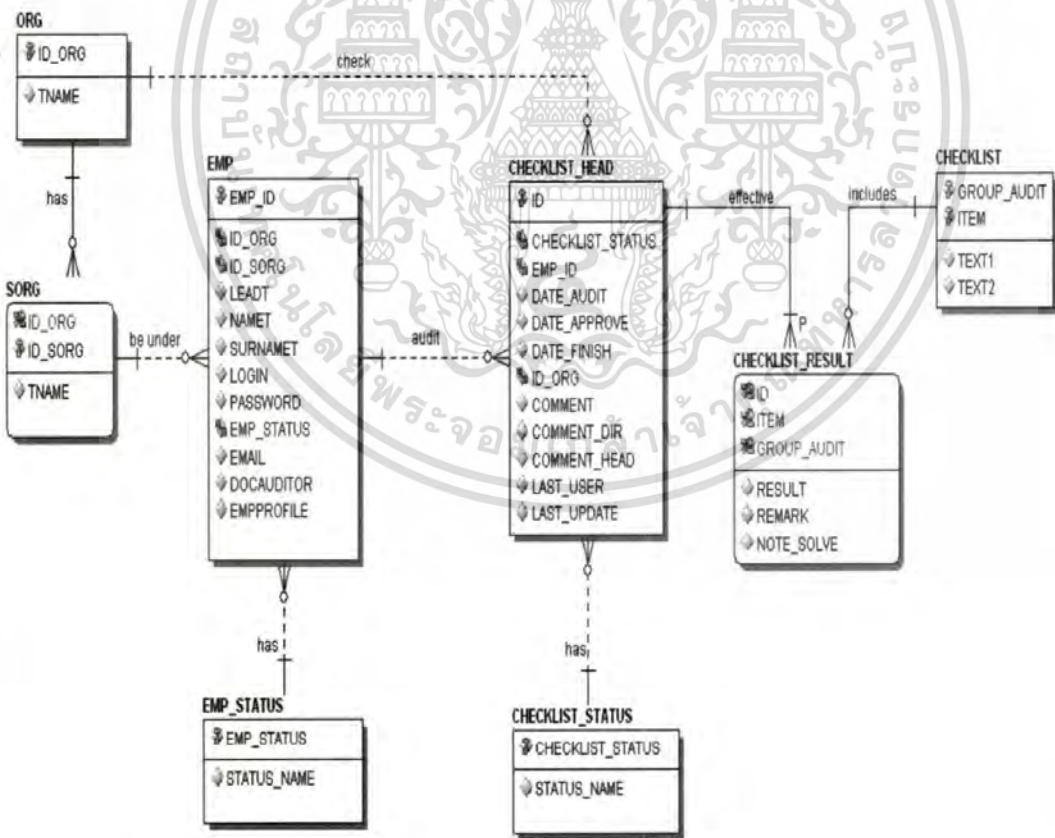 ORG
ID_ORG
TNAME
has
check
SORG
ID_ORG
ID_SORG
TNAME
be under
EMP
EMP_ID
ID_ORG
ID_SORG
LEADT
NAMET
SURNAMET
LOGIN
PASSWORD
EMP_STATUS
EMAIL
DOCAUDITOR
EMPPROFILE
audit
has
EMP_STATUS
EMP_STATUS
STATUS_NAME
CHECKLIST_HEAD
ID
CHECKLIST_STATUS
EMP_ID
DATE_AUDIT
DATE_APPROVE
DATE_FINISH
ID_ORG
COMMENT
COMMENT_DIR
COMMENT_HEAD
LAST_USER
LAST_UPDATE
has
CHECKLIST_STATUS
CHECKLIST_STATUS
STATUS_NAME
effective
P
includes
CHECKLIST
GROUP_AUDIT
ITEM
TEXT1
TEXT2
CHECKLIST_RESULT
ID
ITEM
GROUP_AUDIT
RESULT
REMARK
NOTE_SOLVE